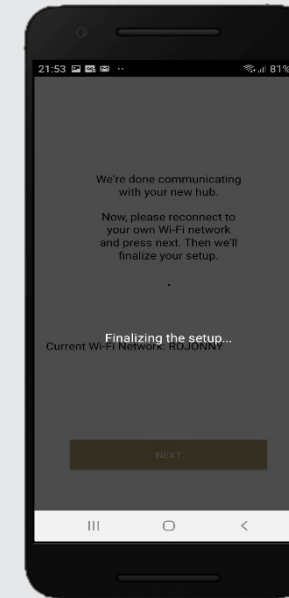 21:53 81%
We're done communicating
with your new hub.
Now, please reconnect to
your own Wi-Fi network
and press next. Then we'll
finalize your setup.
.
Finalizing the setup...
Current Wi-Fi Network: ROJONNY
NEXT